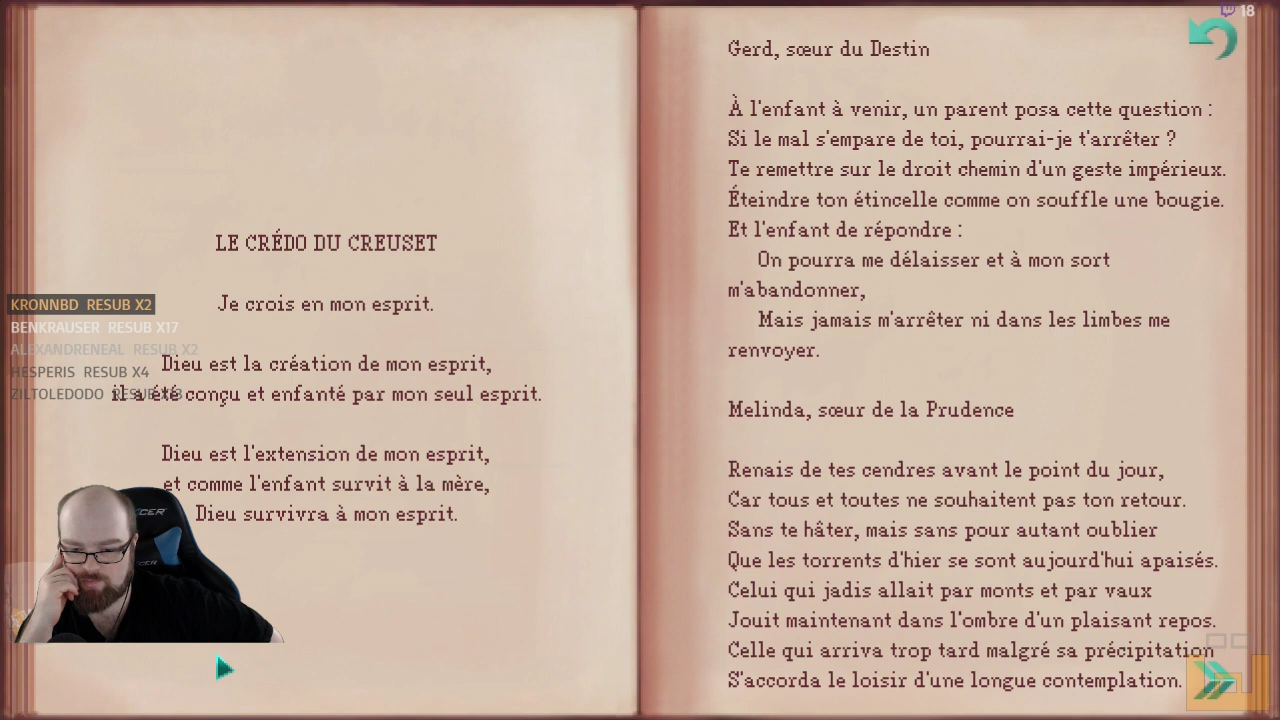 18
LE CRÉDO DU CREUSET
Je crois en mon esprit.
Dieu est la création de mon esprit,
il a été conçu et enfanté par mon seul esprit.
Dieu est l'extension de mon esprit,
et comme l'enfant survit à la mère,
Dieu survivra à mon esprit.
KRONNBD RESUB X2
BENKRAUSER RESUB X17
ALEXANDRENEAL RESUB X2
HESPERIS RESUB X4
ZILTOLEDODO
Gerd, sœur du Destin
À l'enfant à venir, un parent posa cette question :
Si le mal s'empare de toi, pourrai-je t'arrêter ?
Te remettre sur le droit chemin d'un geste impérieux.
Éteindre ton étincelle comme on souffle une bougie.
Et l'enfant de répondre :
On pourra me délaisser et à mon sort
m'abandonner,
Mais jamais m'arrêter ni dans les limbes me
renvoyer.
Melinda, sœur de la Prudence
Renais de tes cendres avant le point du jour,
Car tous et toutes ne souhaitent pas ton retour.
Sans te hâter, mais sans pour autant oublier
Que les torrents d'hier se sont aujourd'hui apaisés.
Celui qui jadis allait par monts et par vaux
Jouit maintenant dans l'ombre d'un plaisant repos.
Celle qui arriva trop tard malgré sa précipitation
S'accorda le loisir d'une longue contemplation.